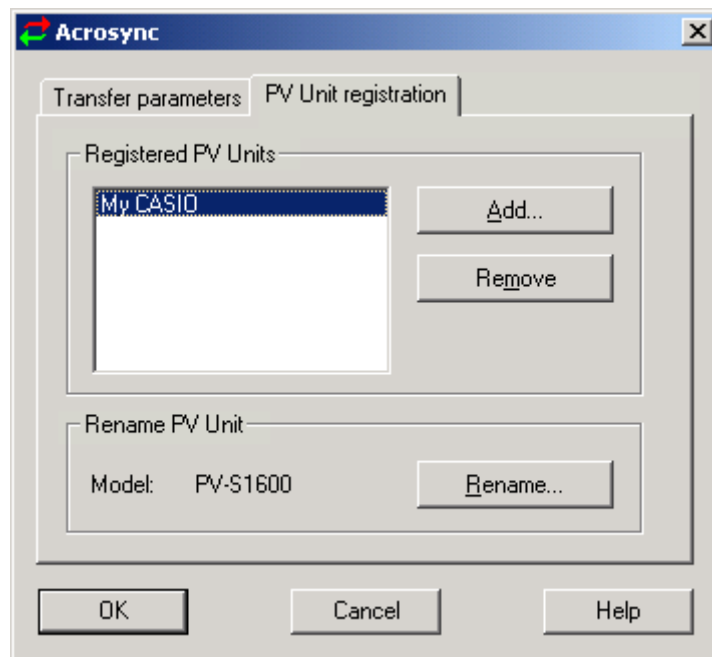 Acrosync
Transfer parameters PV Unit registration
Registered PV Units
My CASIO
Add...
Remove
Rename PV Unit
Model: PV-S1600
Rename...
OK Cancel Help